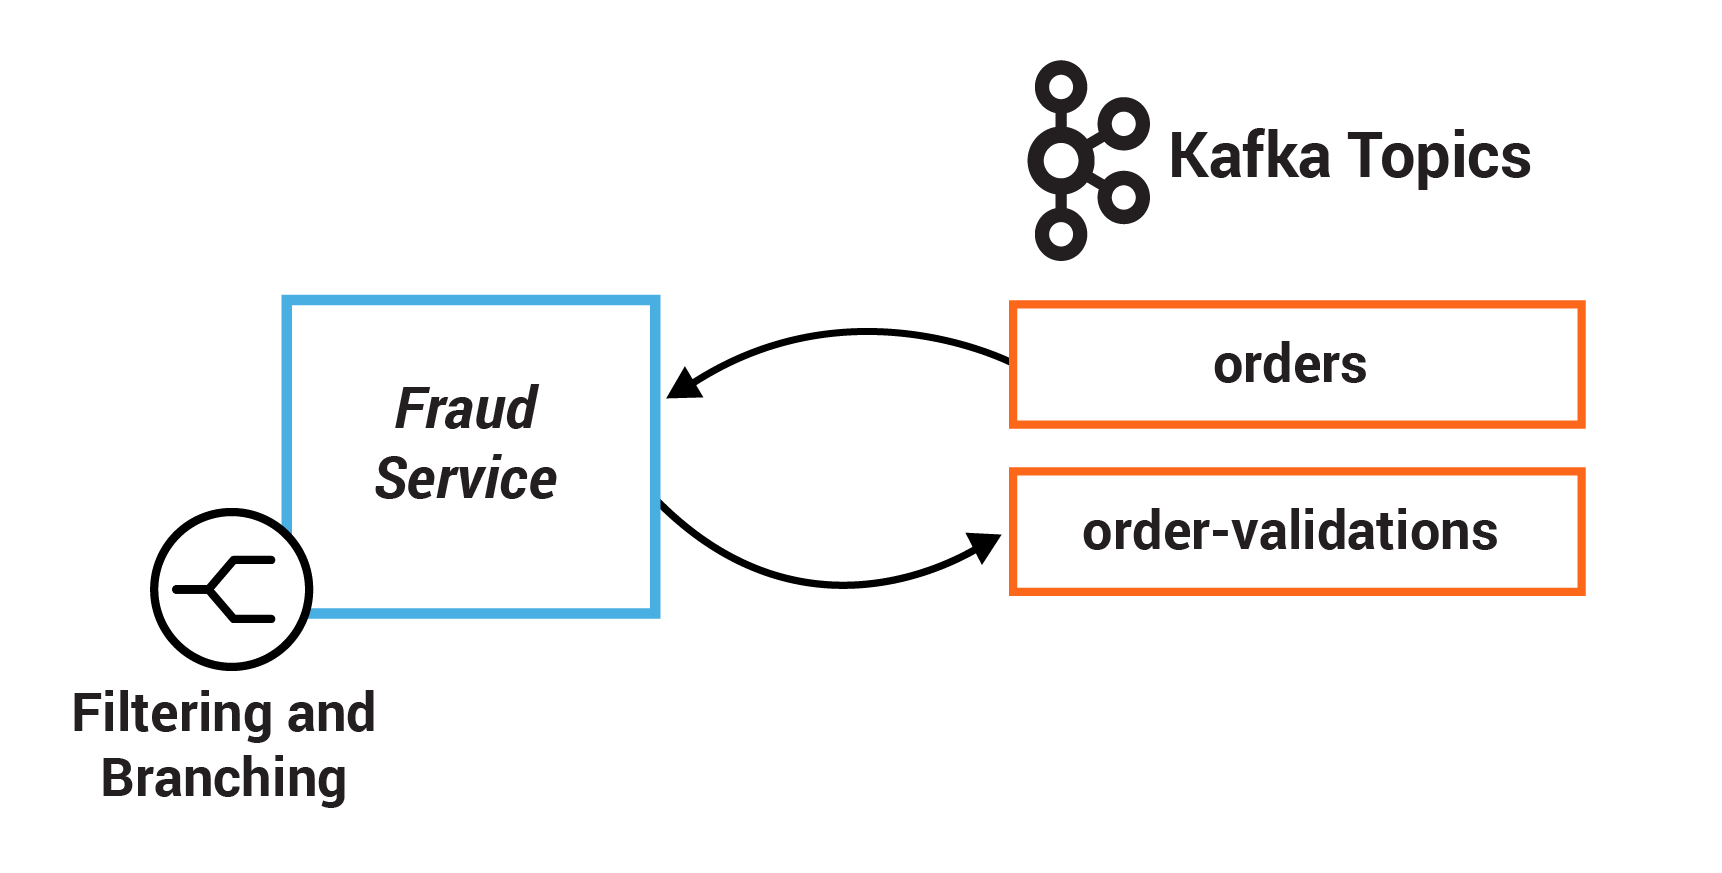 Kafka Topics
Fraud
Service
orders
order-validations
Filtering and
Branching